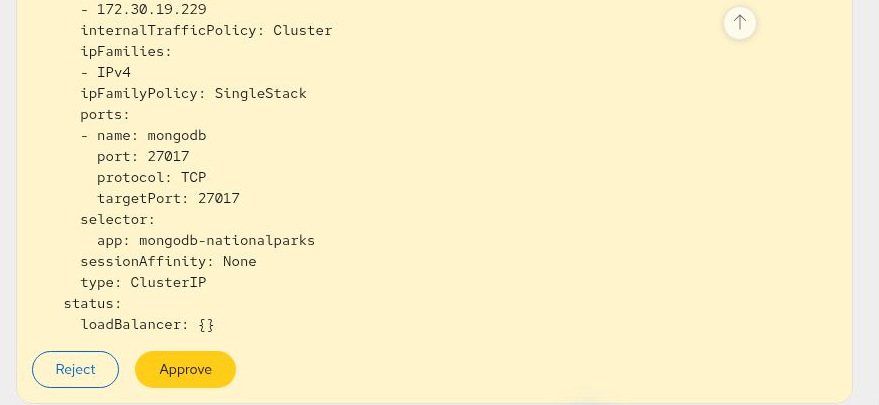 - 172.30.19.229
internalTrafficPolicy: Cluster
ipFamilies:
- IPv4
ipFamilyPolicy: SingleStack
ports:
- name: mongodb
port: 27017
protocol: TCP
targetPort: 27017
selector:
app: mongodb-nationalparks
sessionAffinity: None
type: ClusterIP
status:
loadBalancer: {}
Reject Approve